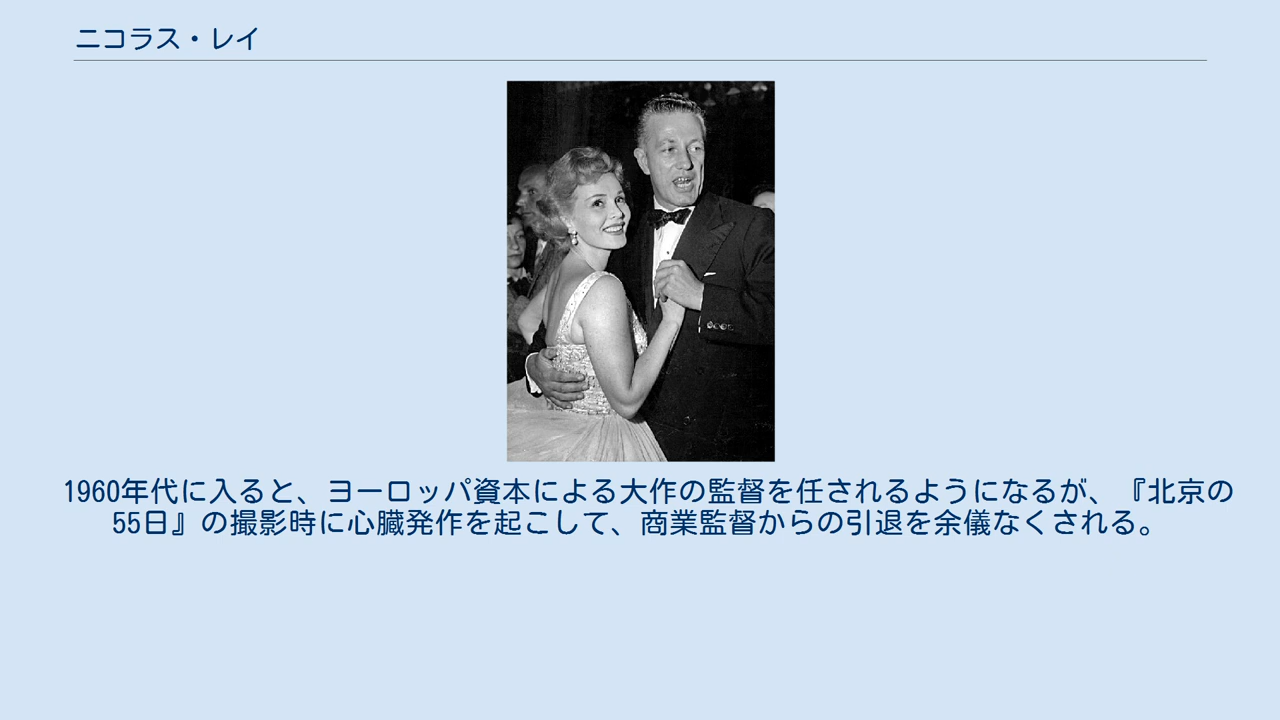 ニコラス・レイ
1960年代に入ると、ヨーロッパ資本による大作の監督を任されるようになるが、『北京の
55日』の撮影時に心臓発作を起こして、商業監督からの引退を余儀なくされる。